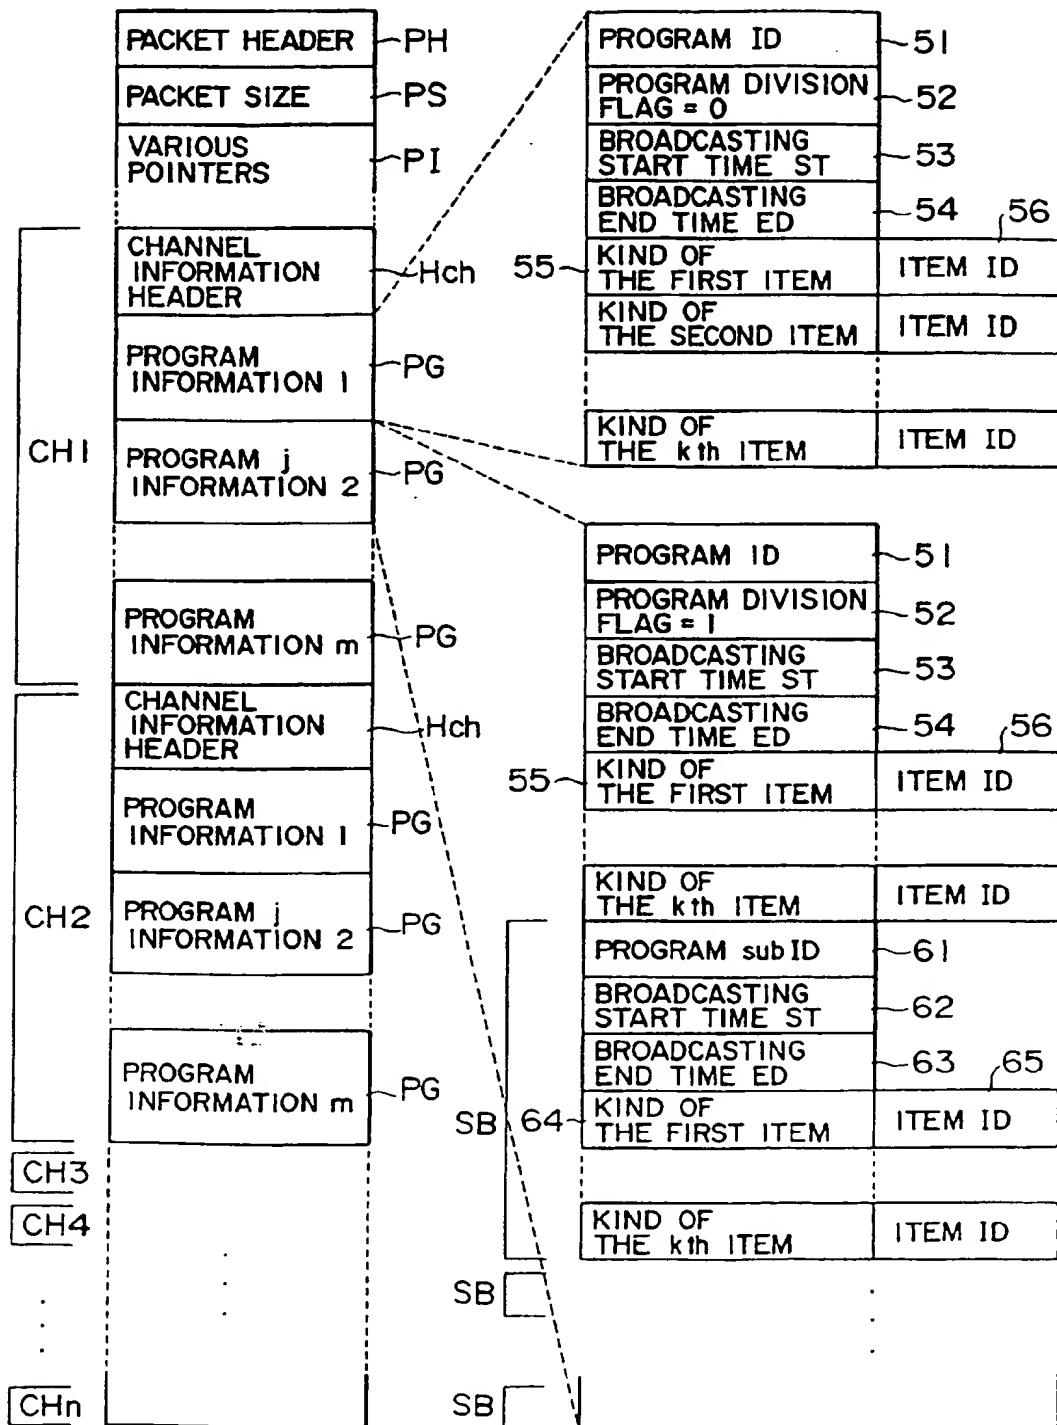 PACKET HEADER
PH
PACKET SIZE
PS
VARIOUS
POINTERS
PI
CH1
CHANNEL
INFORMATION
HEADER
Hch
PROGRAM
INFORMATION 1
PG
PROGRAM j
INFORMATION 2
PG
PROGRAM
INFORMATION m
PG
CH2
CHANNEL
INFORMATION
HEADER
Hch
PROGRAM
INFORMATION 1
PG
PROGRAM j
INFORMATION 2
PG
PROGRAM
INFORMATION m
PG
CH3
CH4
CHn
PROGRAM ID
51
PROGRAM DIVISION
FLAG = 0
52
BROADCASTING
START TIME ST
53
BROADCASTING
END TIME ED
54
56
55
KIND OF
THE FIRST ITEM
ITEM ID
KIND OF
THE SECOND ITEM
ITEM ID
KIND OF
THE kth ITEM
ITEM ID
PROGRAM ID
51
PROGRAM DIVISION
FLAG = 1
52
BROADCASTING
START TIME ST
53
BROADCASTING
END TIME ED
54
56
55
KIND OF
THE FIRST ITEM
ITEM ID
KIND OF
THE kth ITEM
ITEM ID
SB
PROGRAM sub ID
61
BROADCASTING
START TIME ST
62
BROADCASTING
END TIME ED
63
65
64
KIND OF
THE FIRST ITEM
ITEM ID
KIND OF
THE kth ITEM
ITEM ID
SB
SB